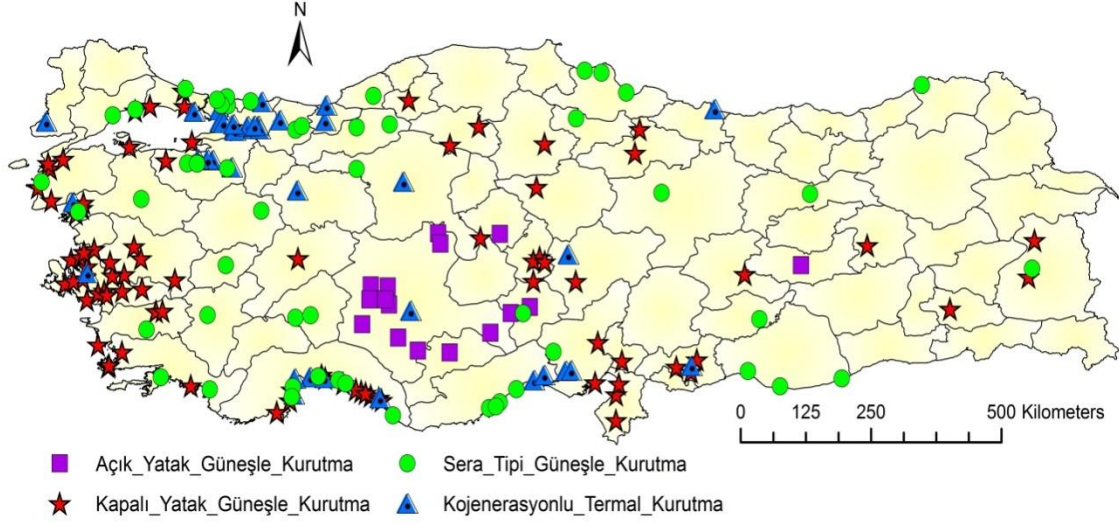 N
0 125 250 500 Kilometers
Açık_Yatak_Güneşle_Kurutma
Sera_Tipi_Güneşle_Kurutma
Kapalı_Yatak_Güneşle_Kurutma
Kojenerasyonlu_Termal_Kurutma